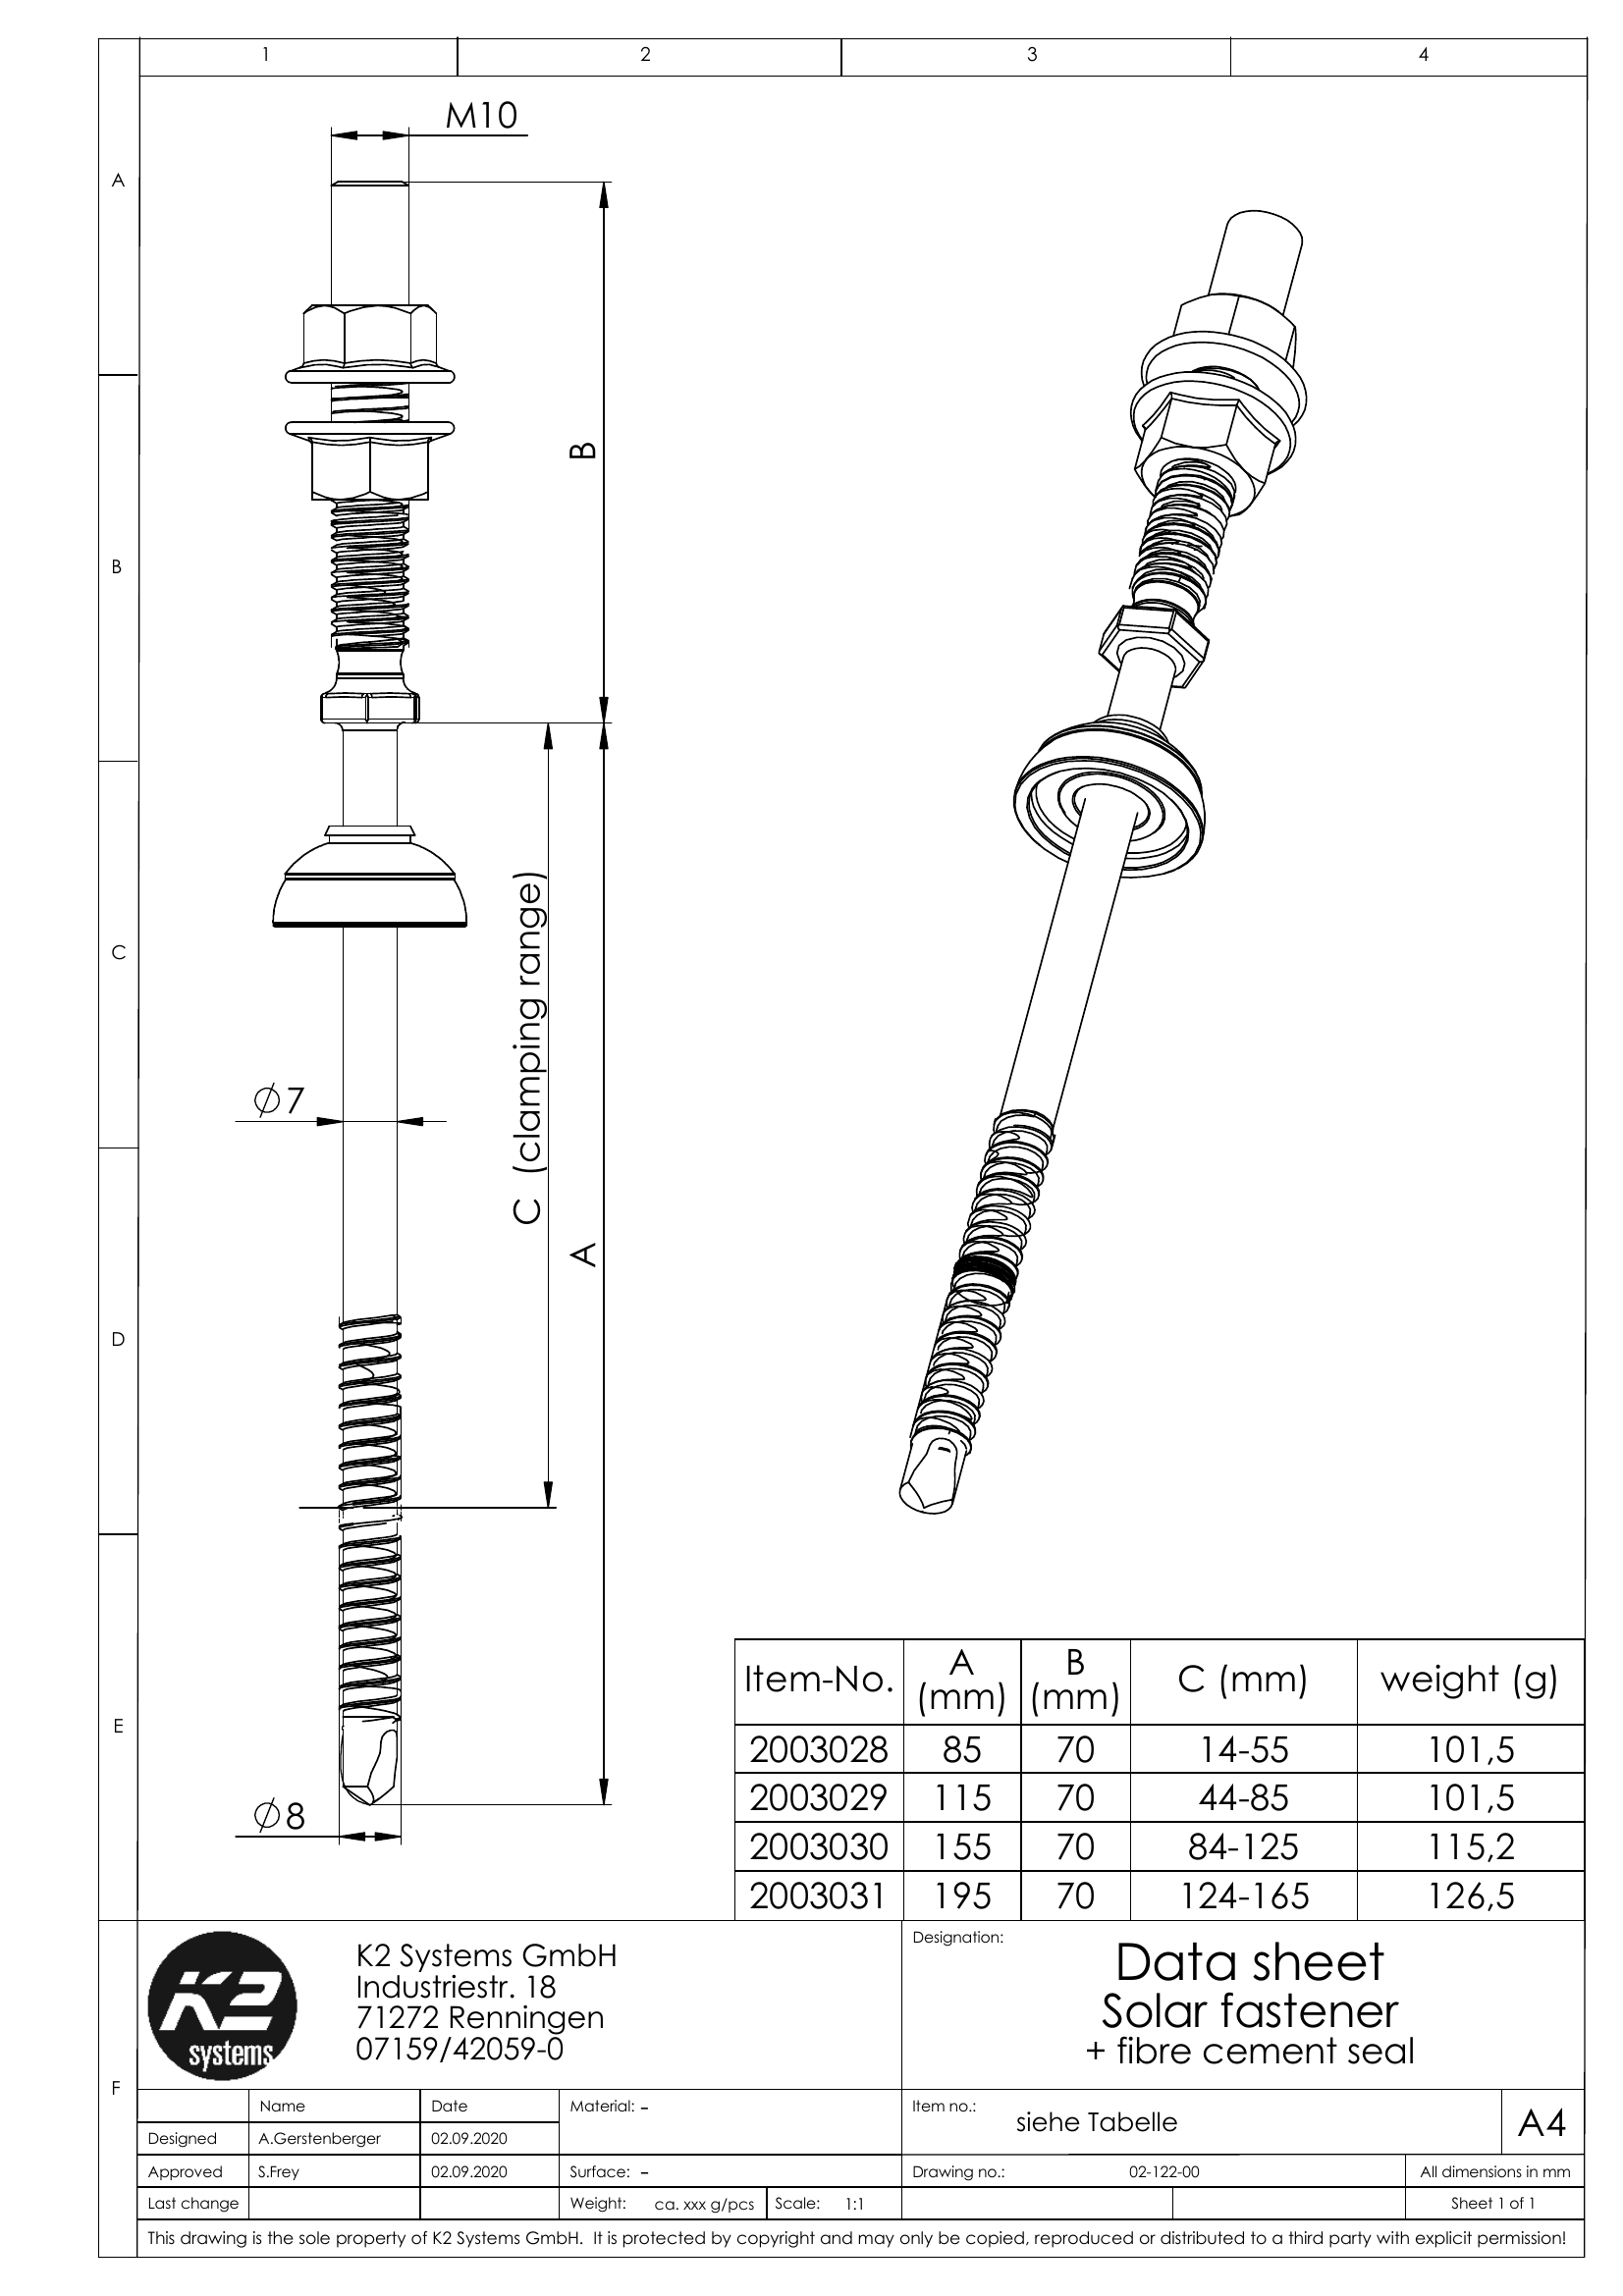 1 2 3 4
A
B
C
D
E
F
M10
B
C (clamping range)
A
∅7
∅8
Item-No. A (mm) B (mm) C (mm) weight (g)
2003028 85 70 14-55 101,5
2003029 115 70 44-85 101,5
2003030 155 70 84-125 115,2
2003031 195 70 124-165 126,5
K2 systems
K2 Systems GmbH
Industriestr. 18
71272 Renningen
07159/42059-0
Designation:
Data sheet
Solar fastener
+ fibre cement seal
Name Date Material: –
Designed A.Gerstenberger 02.09.2020
Approved S.Frey 02.09.2020 Surface: –
Last change Weight: ca. xxx g/pcs Scale: 1:1
Item no.: siehe Tabelle A4
Drawing no.: 02-122-00 All dimensions in mm
Sheet 1 of 1
This drawing is the sole property of K2 Systems GmbH. It is protected by copyright and may only be copied, reproduced or distributed to a third party with explicit permission!